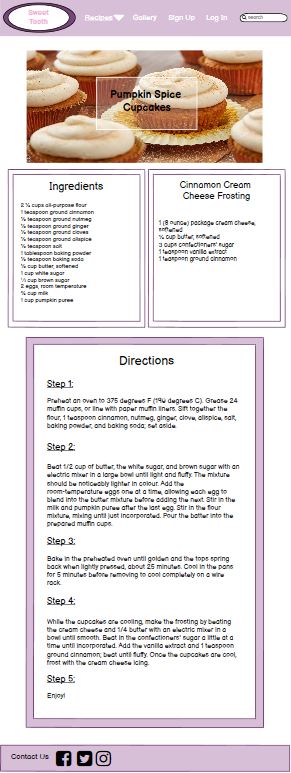 Sweet
Tooth
Recipes
Gallery
Sign Up
Log In
search
Pumpkin Spice
Cupcakes
Ingredients
2 ¼ cups all-purpose flour
1 teaspoon ground cinnamon
½ teaspoon ground nutmeg
½ teaspoon ground ginger
½ teaspoon ground cloves
½ teaspoon ground allspice
½ teaspoon salt
1 tablespoon baking powder
½ teaspoon baking soda
½ cup butter, softened
1 cup white sugar
⅓ cup brown sugar
2 eggs, room temperature
¾ cup milk
1 cup pumpkin puree
Cinnamon Cream
Cheese Frosting
1 (8 ounce) package cream cheese,
softened
¼ cup butter, softened
3 cups confectioners' sugar
1 teaspoon vanilla extract
1 teaspoon ground cinnamon
Directions
Step 1:
Preheat an oven to 375 degrees F (190 degrees C). Grease 24
muffin cups, or line with paper muffin liners. Sift together the
flour, 1 teaspoon cinnamon, nutmeg, ginger, clove, allspice, salt,
baking powder, and baking soda; set aside.
Step 2:
Beat 1/2 cup of butter, the white sugar, and brown sugar with an
electric mixer in a large bowl until light and fluffy. The mixture
should be noticeably lighter in colour. Add the
room-temperature eggs one at a time, allowing each egg to
blend into the butter mixture before adding the next. Stir in the
milk and pumpkin puree after the last egg. Stir in the flour
mixture, mixing until just incorporated. Pour the batter into the
prepared muffin cups.
Step 3:
Bake in the preheated oven until golden and the tops spring
back when lightly pressed, about 25 minutes. Cool in the pans
for 5 minutes before removing to cool completely on a wire
rack.
Step 4:
While the cupcakes are cooling, make the frosting by beating
the cream cheese and 1/4 butter with an electric mixer in a
bowl until smooth. Beat in the confectioners' sugar a little at a
time until incorporated. Add the vanilla extract and 1 teaspoon
ground cinnamon; beat until fluffy. Once the cupcakes are cool,
frost with the cream cheese icing.
Step 5:
Enjoy!
Contact Us